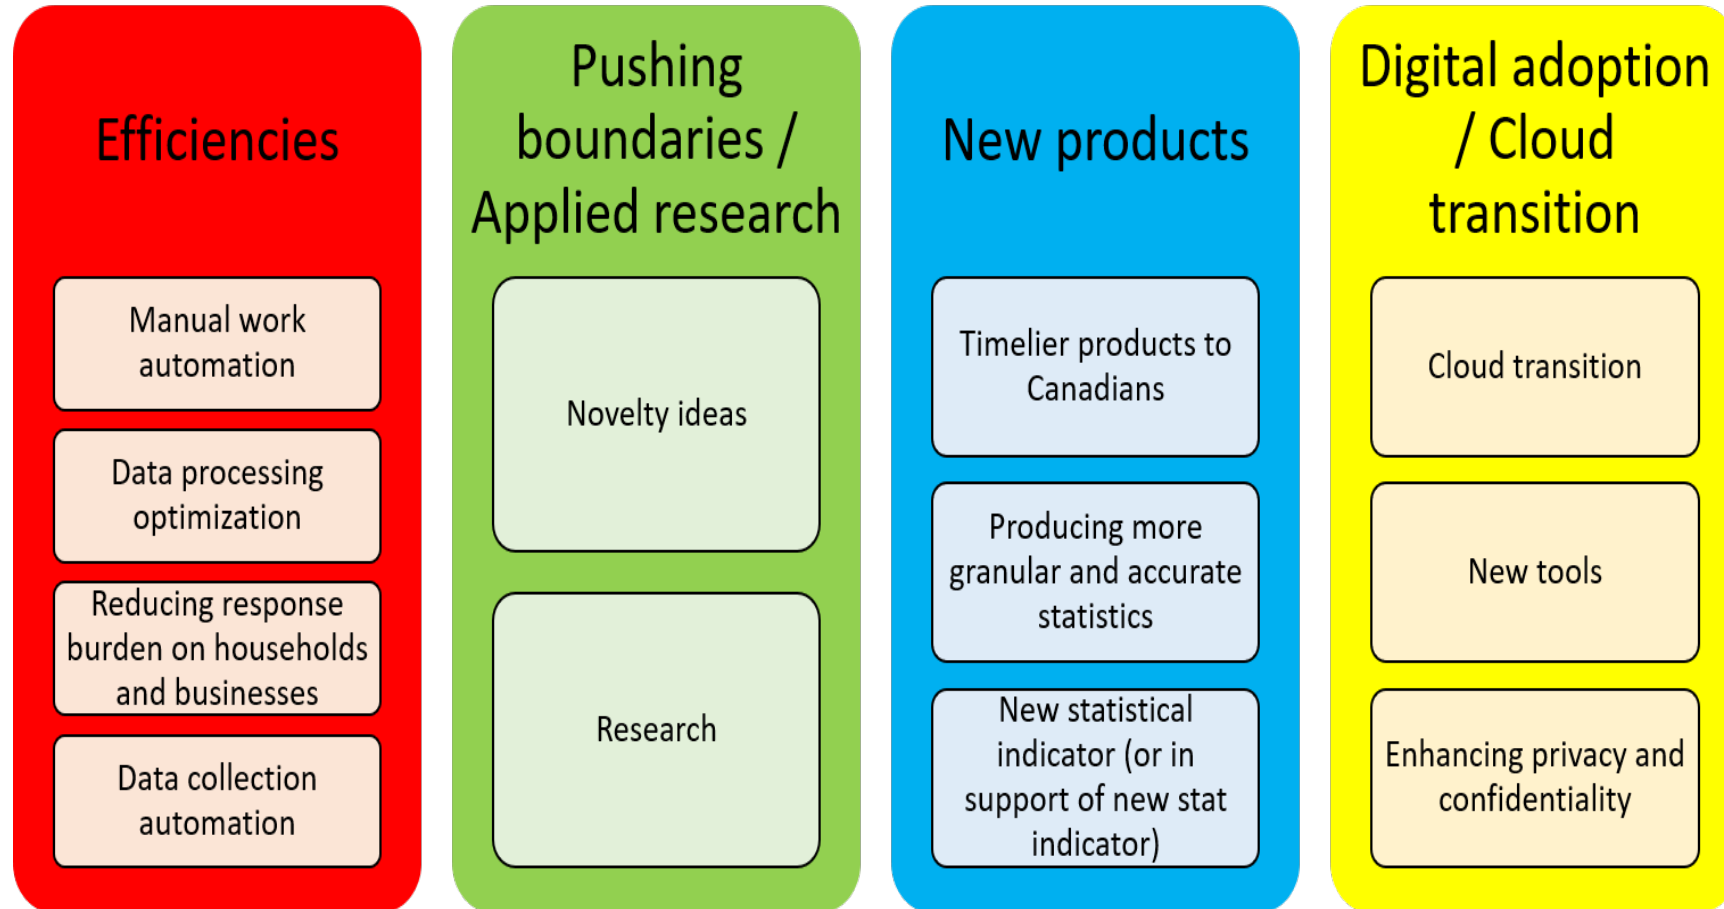 Efficiencies
Manual work
automation
Data processing
optimization
Reducing response
burden on households
and businesses
Data collection
automation
Pushing
boundaries /
Applied research
Novelty ideas
Research
New products
Timelier products to
Canadians
Producing more
granular and accurate
statistics
New statistical
indicator (or in
support of new stat
indicator)
Digital adoption
/ Cloud
transition
Cloud transition
New tools
Enhancing privacy and
confidentiality